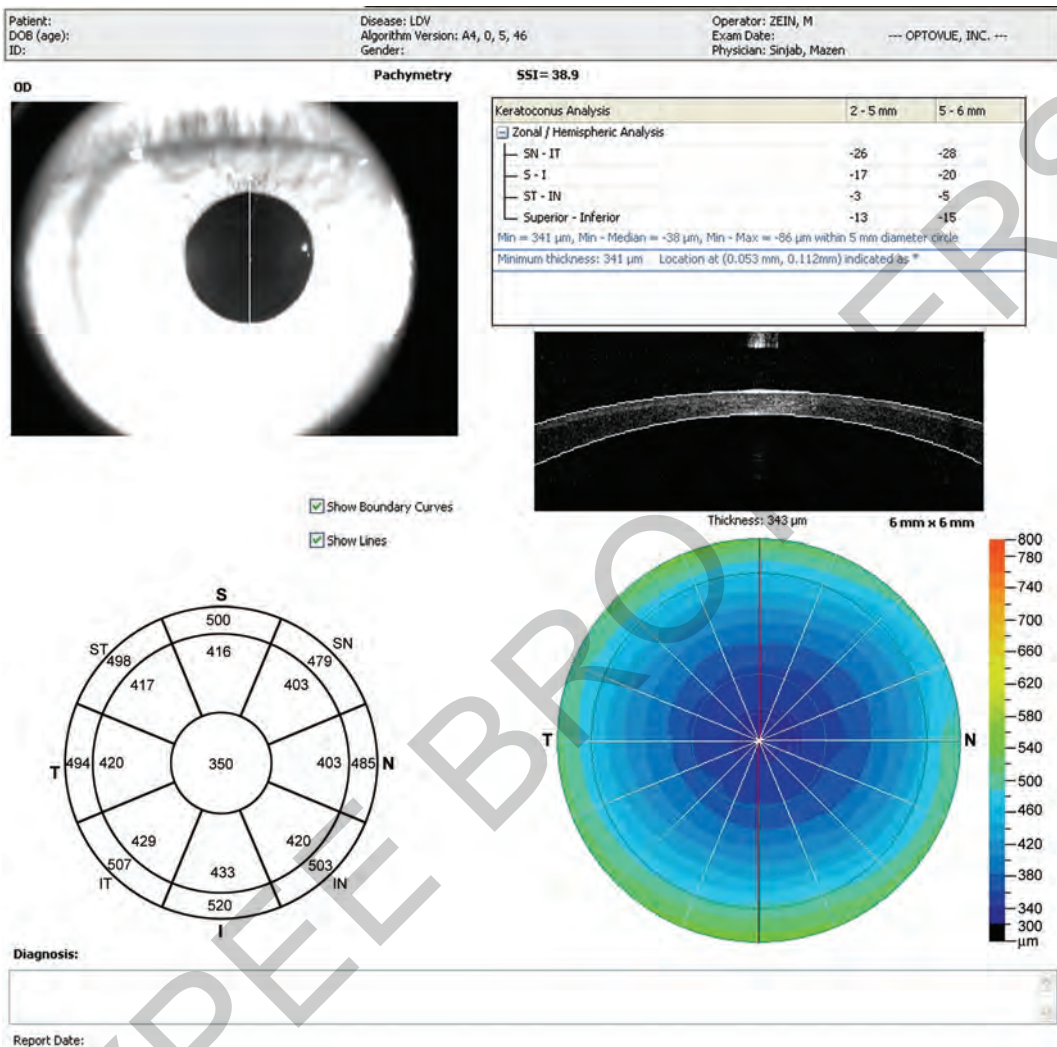 Patient:
DOB (age):
ID:
Disease: LDV
Algorithm Version: A4, 0, 5, 46
Gender:
Operator: ZEIN, M
Exam Date: --- OPTOVUE, INC. ---
Physician: Sinjab, Mazen
Pachymetry SSI= 38.9
OD
Keratoconus Analysis 2 - 5 mm 5 - 6 mm
Zonal / Hemispheric Analysis
SN - IT -26 -28
S - I -17 -20
ST - IN -3 -5
Superior - Inferior -13 -15
Min = 341 µm, Min - Median = -38 µm, Min - Max = -86 µm within 5 mm diameter circle
Minimum thickness: 341 µm Location at (0.053 mm, 0.112mm) indicated as *
Show Boundary Curves
Show Lines
Thickness: 343 µm 6 mm x 6 mm
S
500
ST SN
498 416 479
417 403
T 494 420 350 403 485 N
429 420
507 433 503
IT IN
520
I
T N
800
780
740
700
660
620
580
540
500
460
420
380
340
300
µm
Diagnosis:
Report Date: